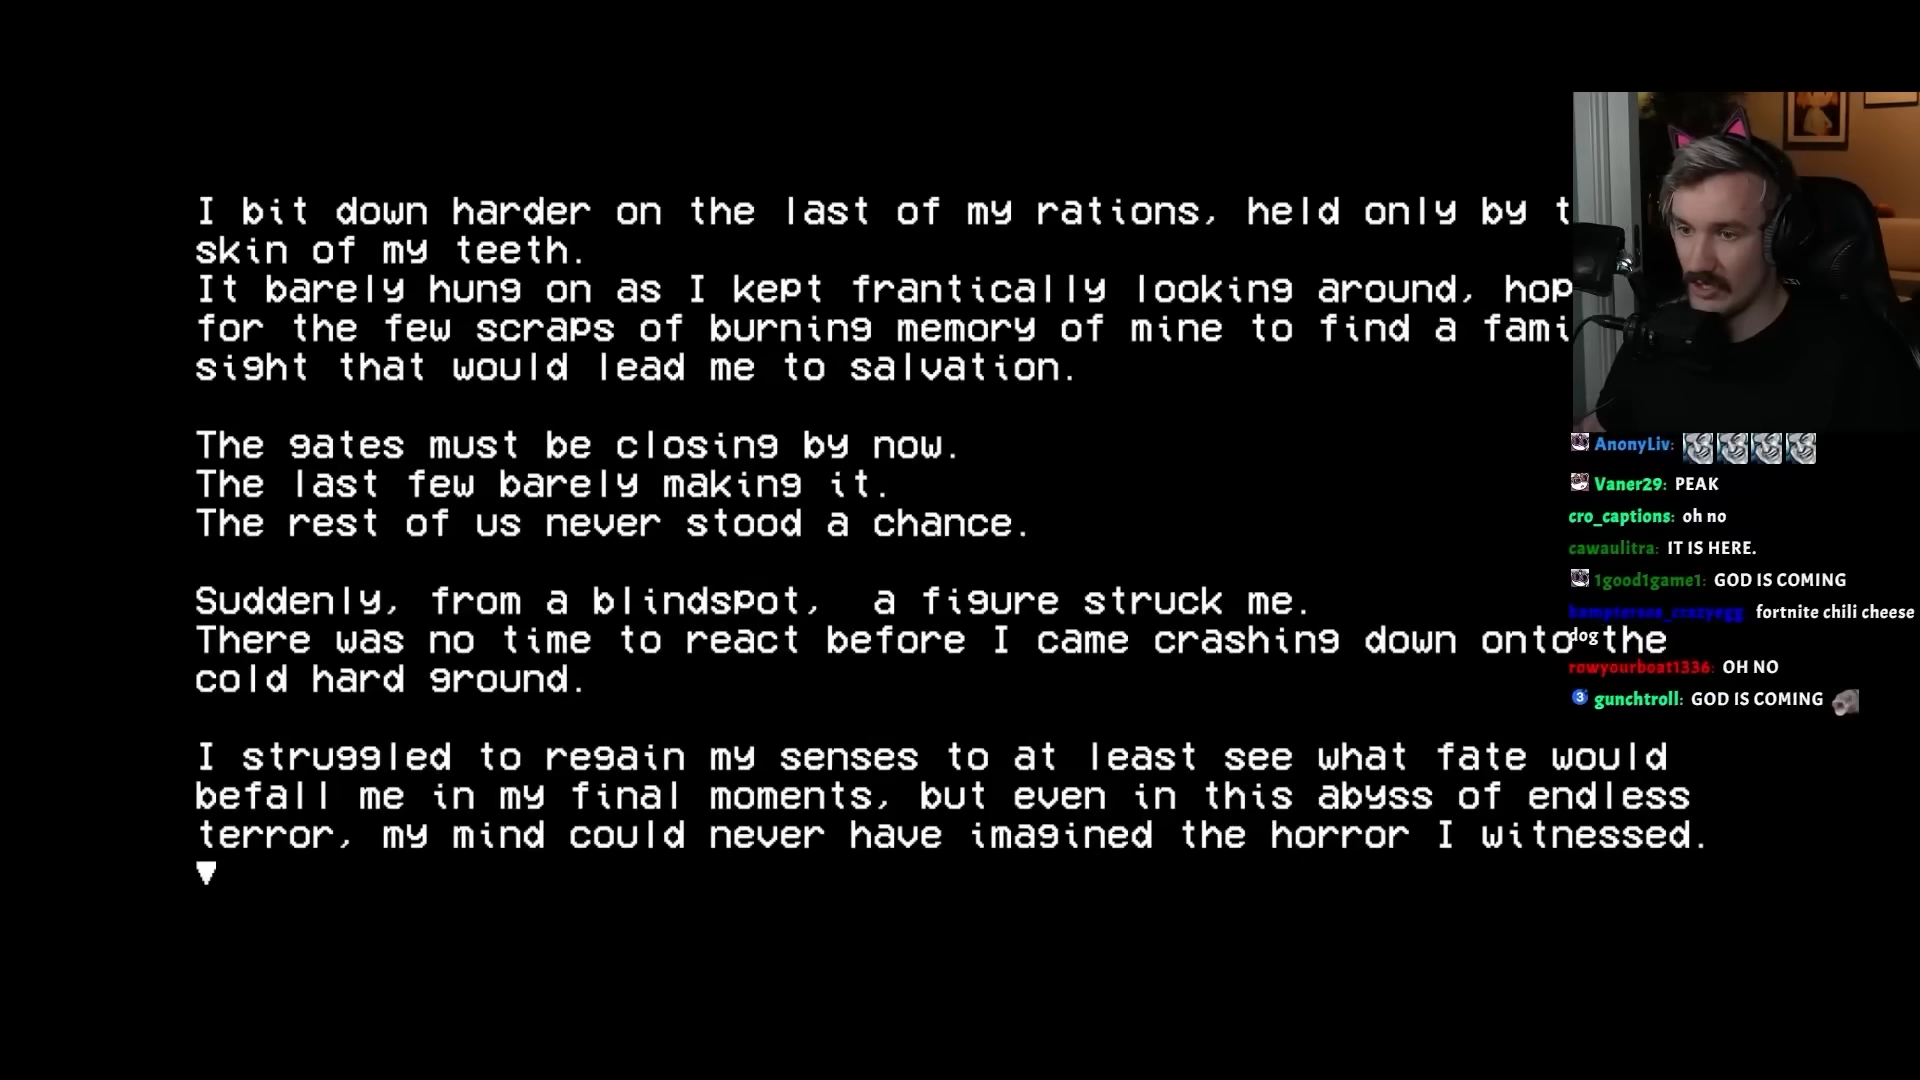 I bit down harder on the last of my rations, held only by t
skin of my teeth.
It barely hung on as I kept frantically looking around, hop
for the few scraps of burning memory of mine to find a fami
sight that would lead me to salvation.
The gates must be closing by now.
The last few barely making it.
The rest of us never stood a chance.
Suddenly, from a blindspot,  a figure struck me.
There was no time to react before I came crashing down onto the
cold hard ground.
I struggled to regain my senses to at least see what fate would
befall me in my final moments, but even in this abyss of endless
terror, my mind could never have imagined the horror I witnessed.
AnonyLiv:
Vaner29: PEAK
cro_captions: oh no
cawaulitra: IT IS HERE.
1good1game1: GOD IS COMING
fortnite chili cheese
dog
rowyourboat1336: OH NO
3 gunchtroll: GOD IS COMING